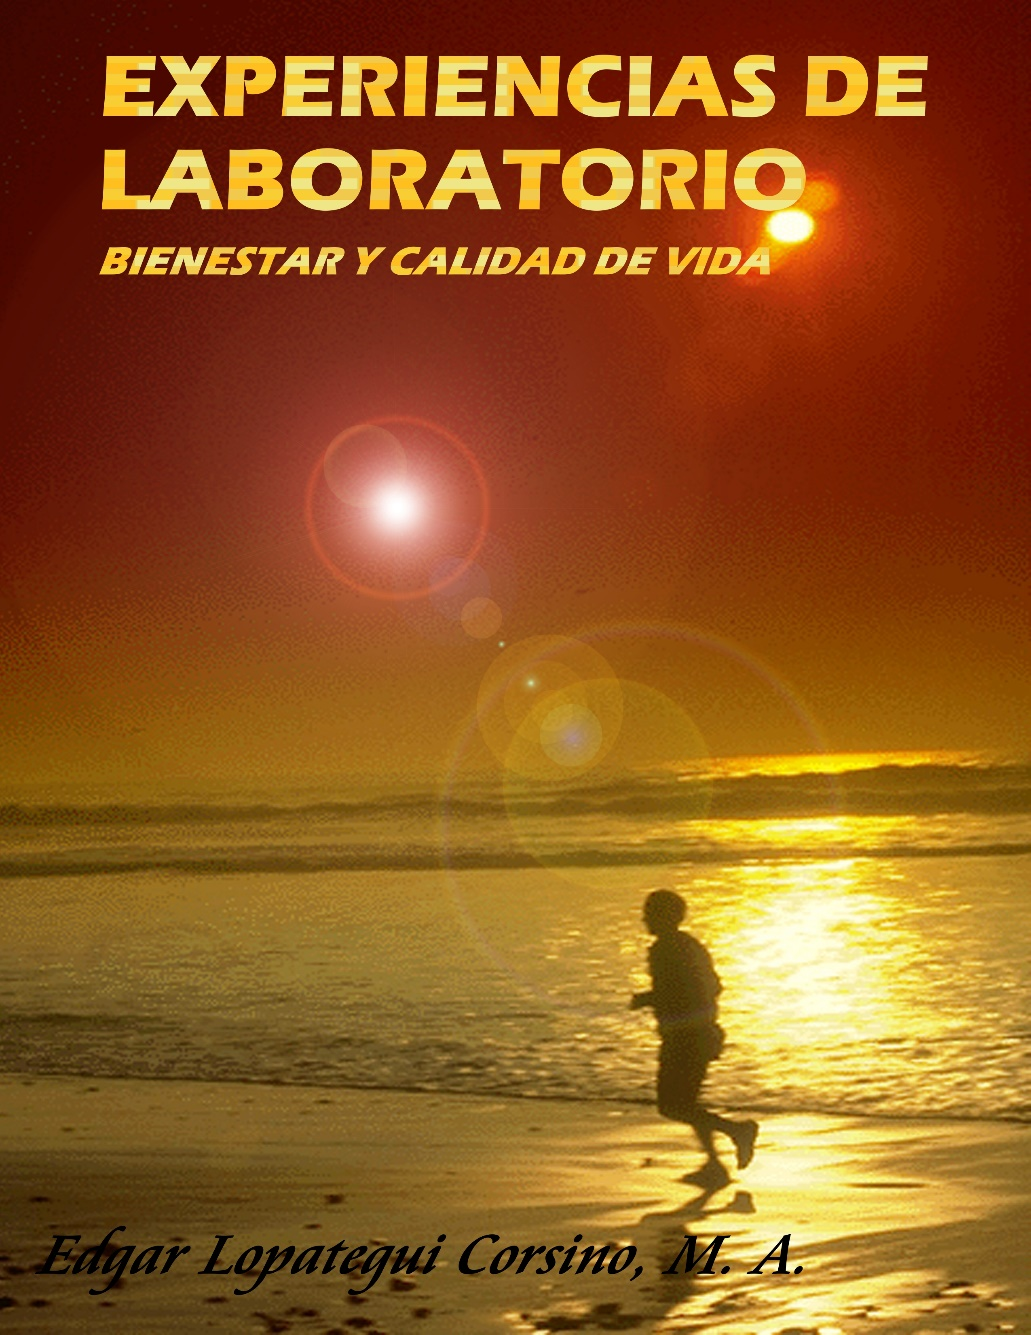 EXPERIENCIAS DE
LABORATORIO
BIENESTAR Y CALIDAD DE VIDA
Edgar Lopategui Corsino, M. A.